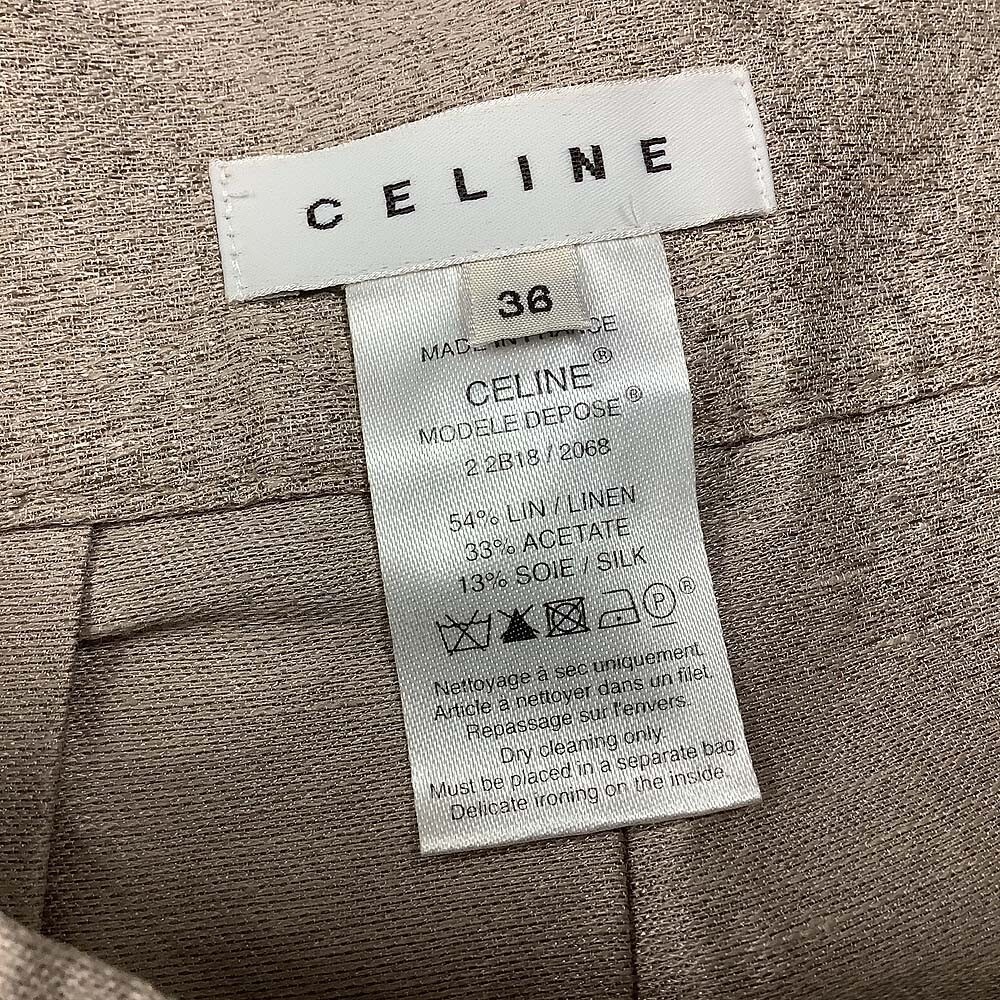 CELINE
36
MADE IN FRANCE
CELINE®
MODELE DEPOSE®
2 2B18 / 2068
54% LIN / LINEN
33% ACETATE
13% SOIE / SILK
P ®
Nettoyage à sec uniquement.
Article à nettoyer dans un filet.
Repassage sur l'envers.
Dry cleaning only.
Must be placed in a separate bag.
Delicate ironing on the inside.